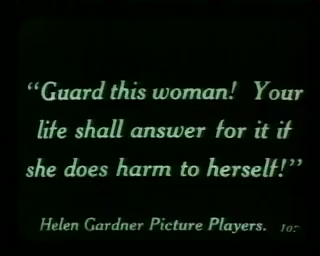 “Guard this woman! Your
life shall answer for it if
she does harm to herself!”
Helen Gardner Picture Players.